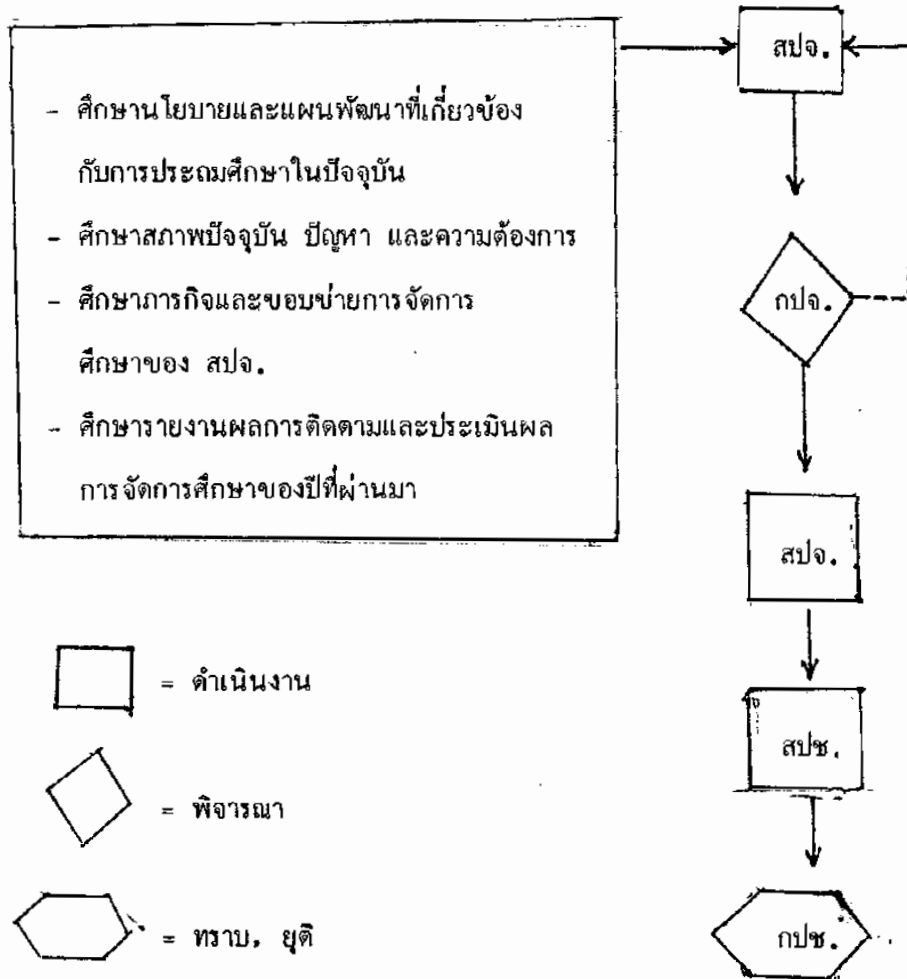 สปจ.
- ศึกษานโยบายและแผนพัฒนาที่เกี่ยวข้อง
กับการประถมศึกษาในปัจจุบัน
- ศึกษาสภาพปัจจุบัน ปัญหา และความต้องการ
- ศึกษาภารกิจและขอบข่ายการจัดการ
ศึกษาของ สปจ.
- ศึกษารายงานผลการติดตามและประเมินผล
การจัดการศึกษาของปีที่ผ่านมา
กปจ.
สปจ.
สปช.
กปช.
= ดำเนินงาน
= พิจารณา
= ทราบ, ยุติ